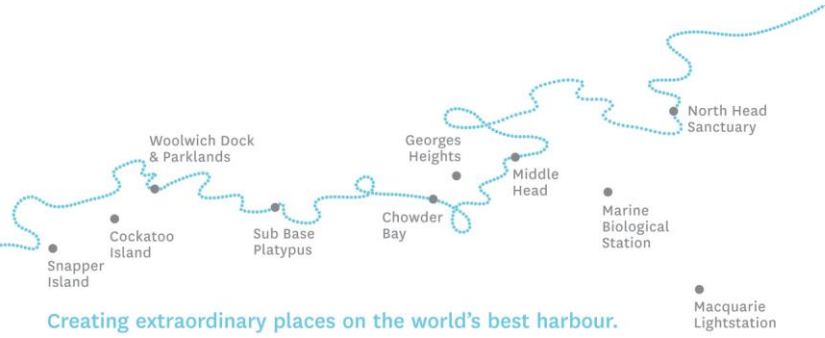 North Head
Sanctuary
Woolwich Dock
& Parklands
Georges
Heights
Middle
Head
Marine
Biological
Station
Chowder
Bay
Cockatoo
Island
Sub Base
Platypus
Snapper
Island
Macquarie
Lightstation
Creating extraordinary places on the world’s best harbour.